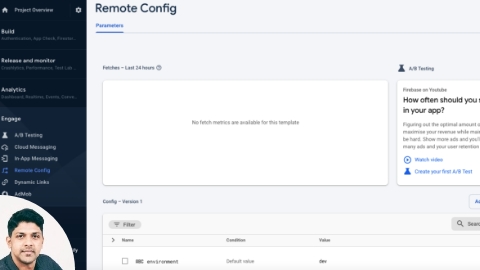 Project Overview
Build
Authentication, App Check, Firestor...
Release and monitor
Crashlytics, Performance, Test Lab...
Analytics
Dashboard, Realtime, Events, Conve...
Engage
A/B Testing
Cloud Messaging
In-App Messaging
Remote Config
Dynamic Links
AdMob
Remote Config
Parameters
Fetches – Last 24 hours
No fetch metrics are available for this template
A/B Testing
Firebase on Youtube
How often should you s
in your app?
Figuring out the optimal amount o
maximise your revenue while main
be hard. Show more ads and you'l
many ads and your user retention
Watch video
Create your first A/B Test
Config – Version 1
Filter
Name
Condition
Value
environment
Default value
dev